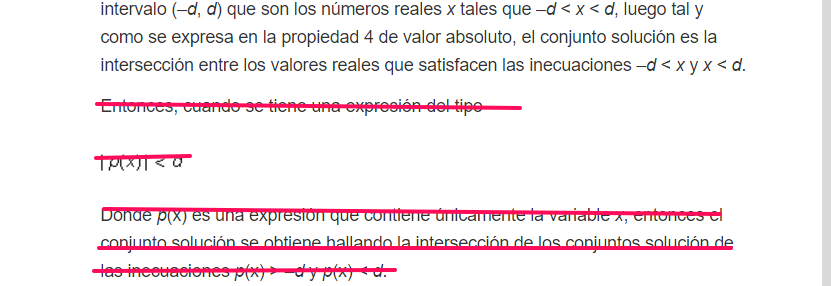 intervalo (–d, d) que son los números reales x tales que –d < x < d, luego tal y
como se expresa en la propiedad 4 de valor absoluto, el conjunto solución es la
intersección entre los valores reales que satisfacen las inecuaciones –d < x y x < d.
Entonces, cuando se tiene una expresión del tipo
| p(x)| < d
Donde p(x) es una expresión que contiene únicamente la variable x, entonces el
conjunto solución se obtiene hallando la intersección de los conjuntos solución de
las inecuaciones p(x) > –d y p(x) < d.